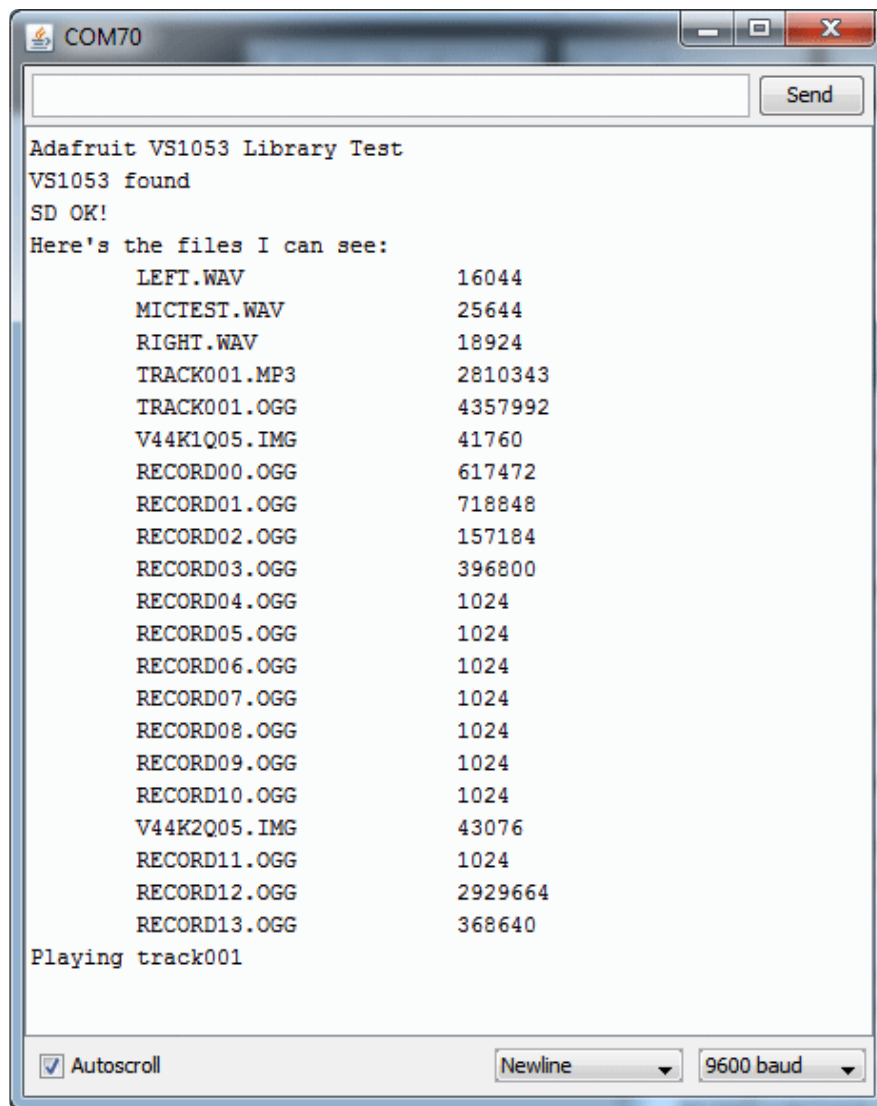 COM70
Send
Adafruit VS1053 Library Test
VS1053 found
SD OK!
Here's the files I can see:
LEFT.WAV 16044
MICTEST.WAV 25644
RIGHT.WAV 18924
TRACK001.MP3 2810343
TRACK001.OGG 4357992
V44K1Q05.IMG 41760
RECORD00.OGG 617472
RECORD01.OGG 718848
RECORD02.OGG 157184
RECORD03.OGG 396800
RECORD04.OGG 1024
RECORD05.OGG 1024
RECORD06.OGG 1024
RECORD07.OGG 1024
RECORD08.OGG 1024
RECORD09.OGG 1024
RECORD10.OGG 1024
V44K2Q05.IMG 43076
RECORD11.OGG 1024
RECORD12.OGG 2929664
RECORD13.OGG 368640
Playing track001
Autoscroll Newline 9600 baud